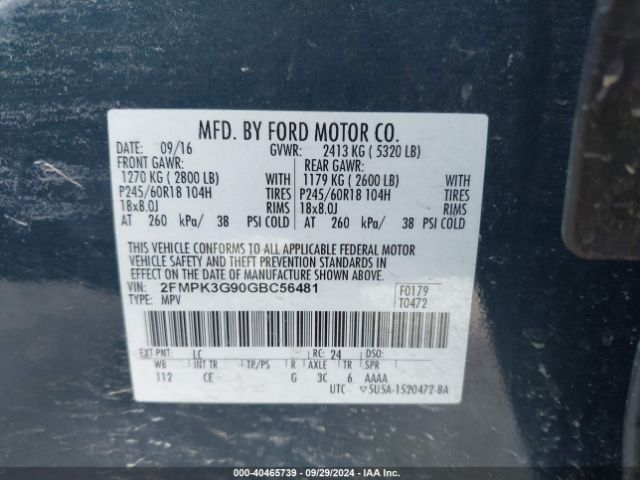 MFD. BY FORD MOTOR CO.
DATE: 09/16 GVWR: 2413 KG ( 5320 LB)
FRONT GAWR: REAR GAWR:
1270 KG ( 2800 LB) WITH 1179 KG ( 2600 LB) WITH
P245/60R18 104H TIRES P245/60R18 104H TIRES
18x8.0J RIMS 18x8.0J RIMS
AT 260 kPa/ 38 PSI COLD AT 260 kPa/ 38 PSI COLD
THIS VEHICLE CONFORMS TO ALL APPLICABLE FEDERAL MOTOR
VEHICLE SAFETY AND THEFT PREVENTION STANDARDS IN
EFFECT ON THE DATE OF MANUFACTURE SHOWN ABOVE.
VIN: 2FMPK3G90GBC56481 F0179
TYPE: MPV T0472
EXT PNT: LC RC: 24 DSO:
WB INT TR TP/PS R AXLE TR SPR
112 CE G 3C 6 AAAA
UTC ▽5U5A-1520472-BA
000-40465739 - 09/29/2024 - IAA Inc.